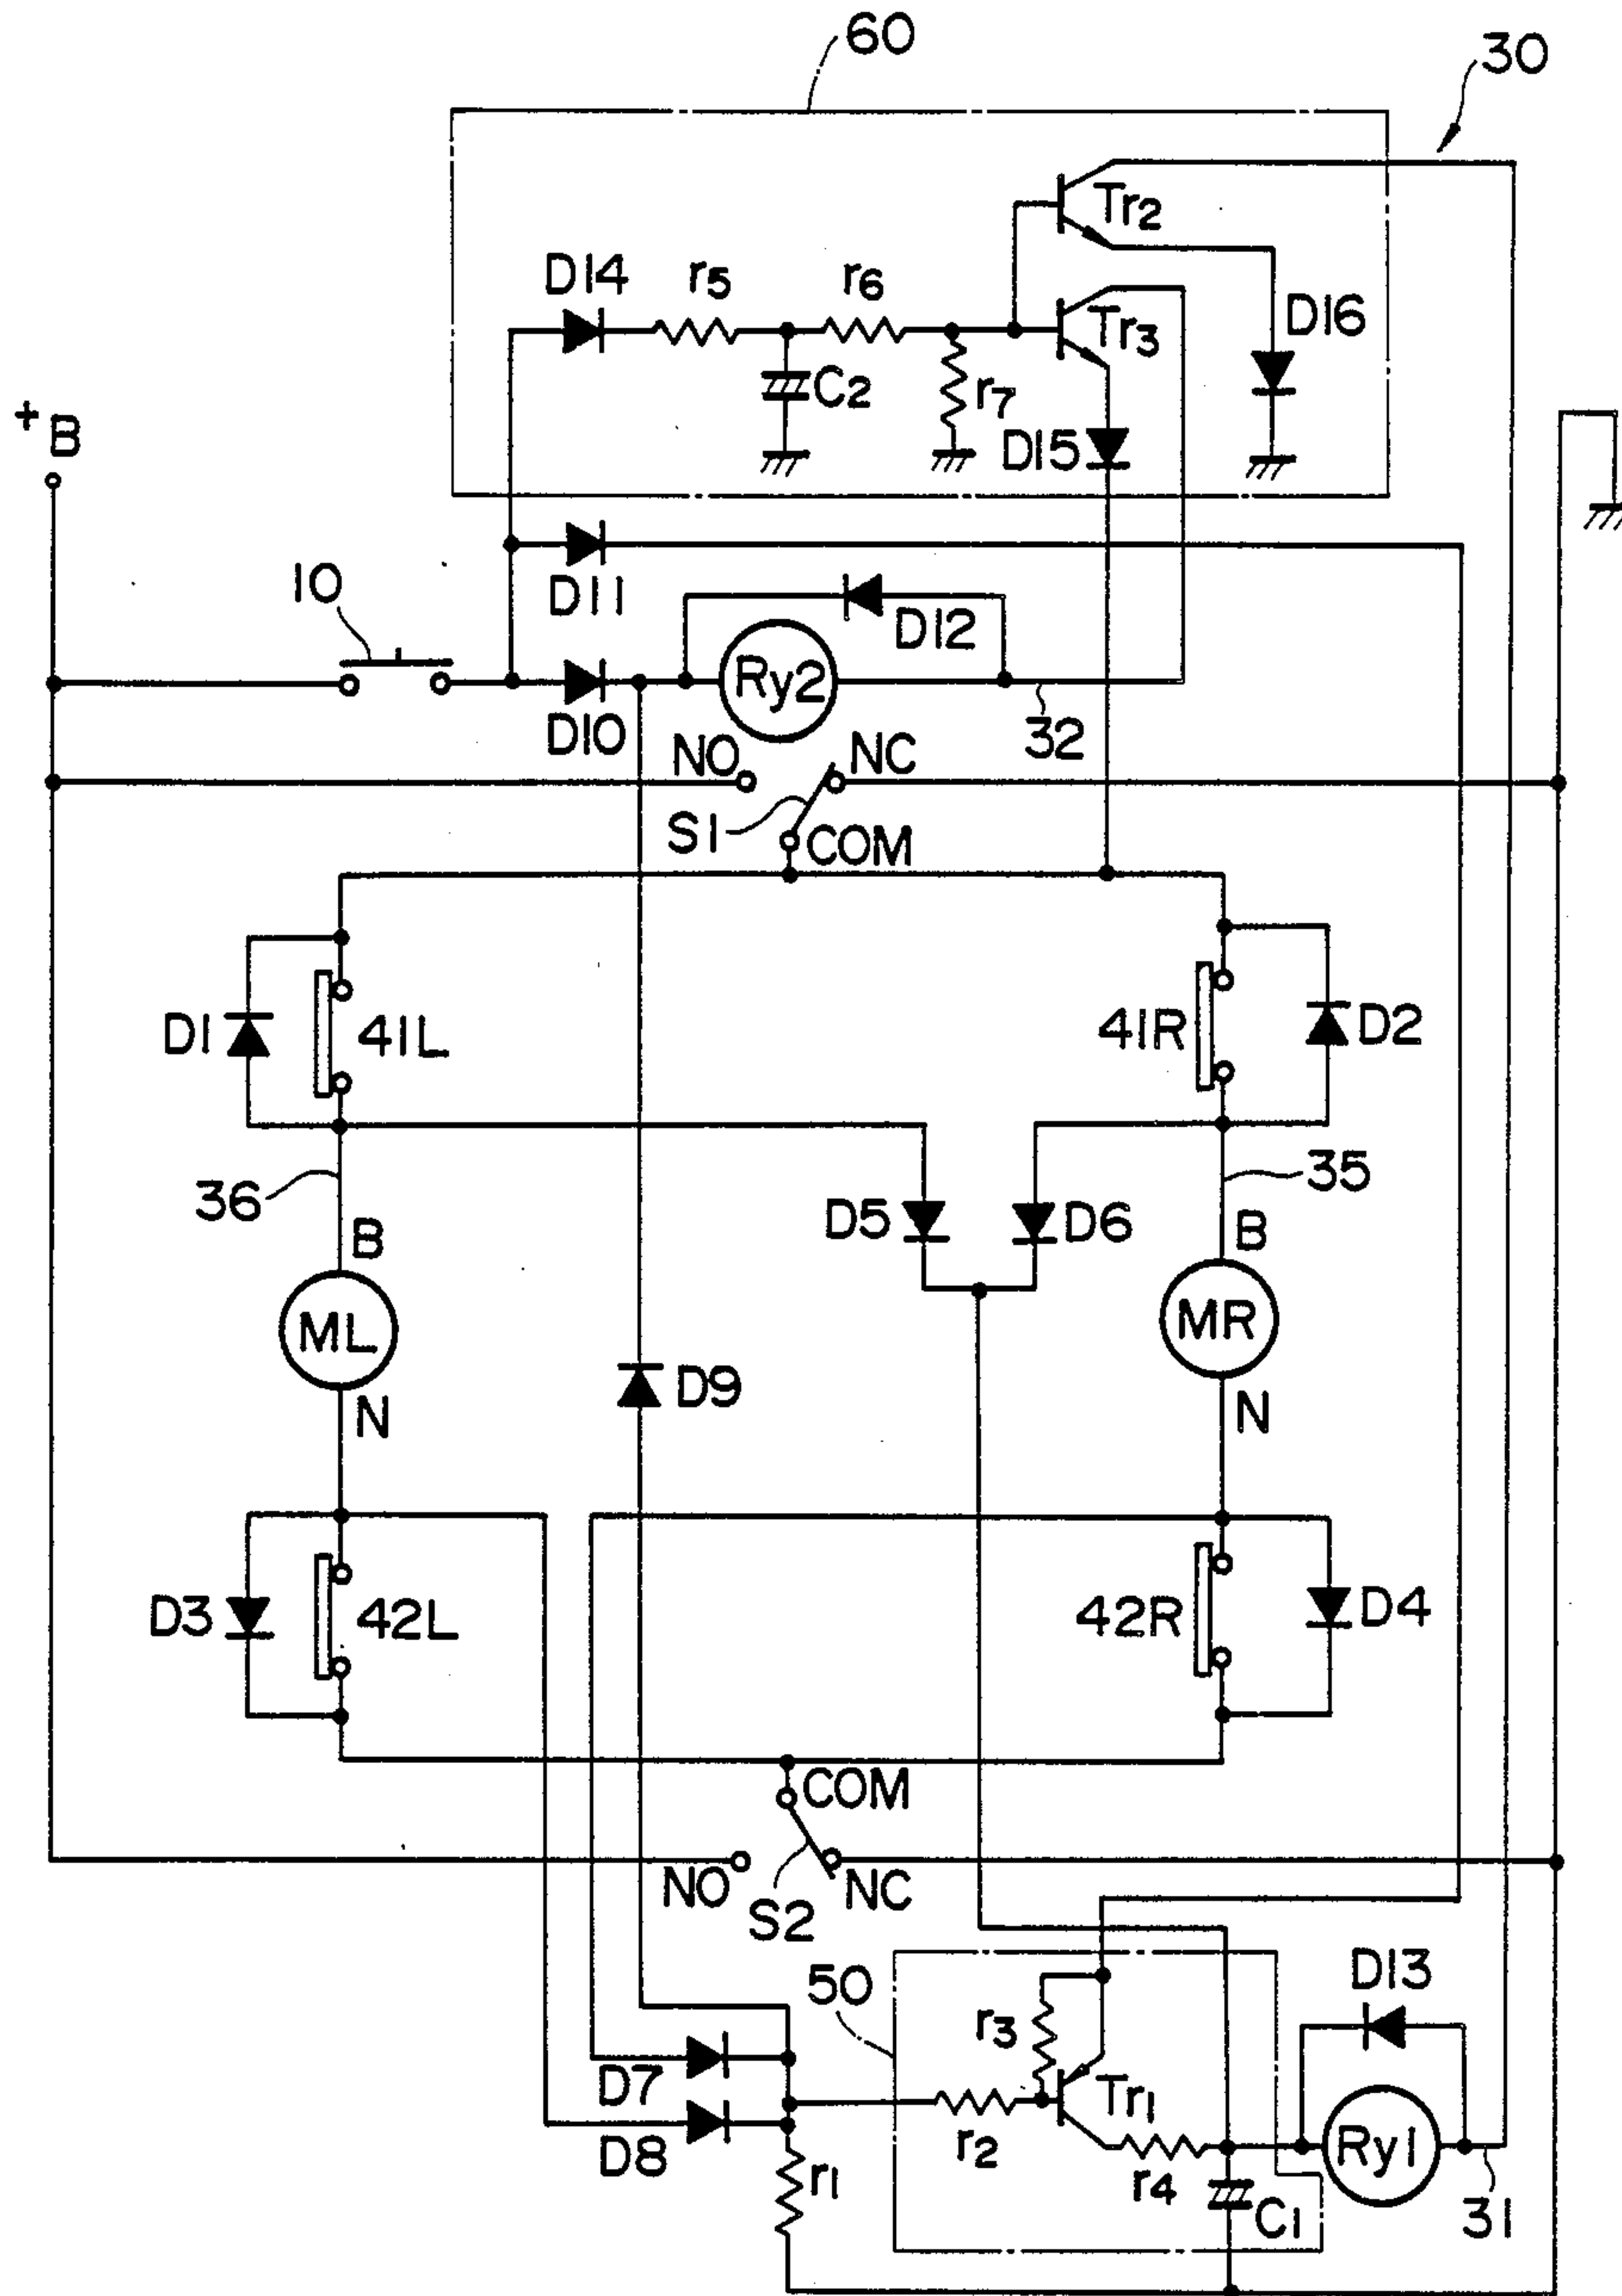 60
30
Tr2
D14
r5
r6
Tr3
D16
C2
r7
+B
D15
10
D11
D12
Ry2
D10
32
NO
NC
S1
COM
D1
41L
41R
D2
36
35
D5
D6
B
B
ML
MR
D9
N
N
D3
42L
42R
D4
COM
NO
NC
S2
50
D13
r3
D7
Tr1
D8
r2
Ry1
r1
r4
C1
31